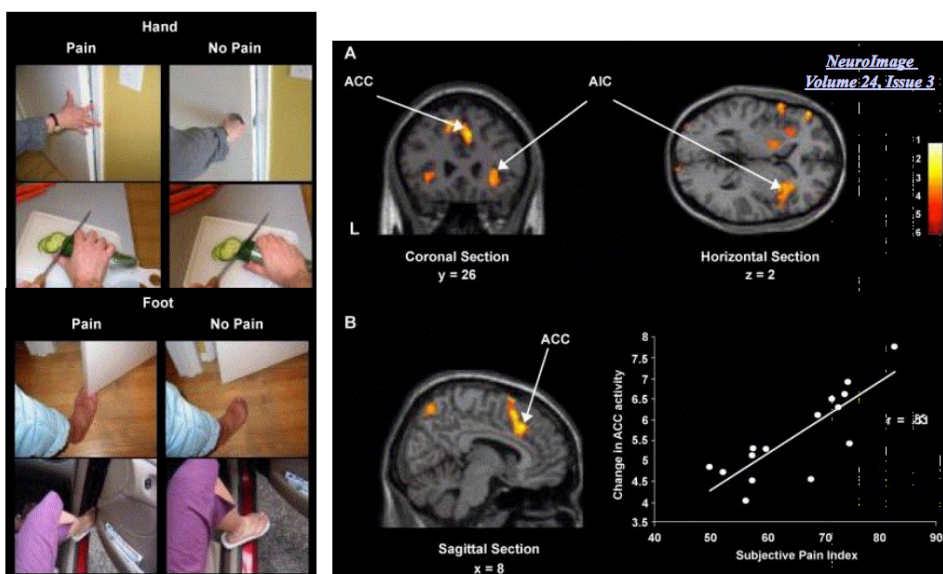 Hand
Pain No Pain
Foot
Pain No Pain
A
NeuroImage
Volume 24, Issue 3
ACC AIC
1
2
3
4
5
6
L
Coronal Section
y = 26
Horizontal Section
z = 2
B
ACC
Sagittal Section
x = 8
Change in ACC activity
8
7.5
7
6.5
6
5.5
5
4.5
4
3.5
r = .83
40 50 60 70 80 90
Subjective Pain Index